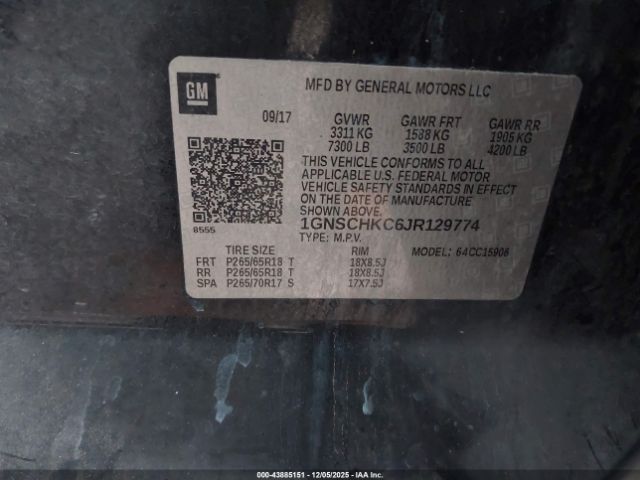 GM
MFD BY GENERAL MOTORS LLC
09/17 GVWR GAWR FRT GAWR RR
3311 KG 1588 KG 1905 KG
7300 LB 3500 LB 4200 LB
THIS VEHICLE CONFORMS TO ALL
APPLICABLE U.S. FEDERAL MOTOR
VEHICLE SAFETY STANDARDS IN EFFECT
ON THE DATE OF MANUFACTURE
1GNSCHKC6JR129774
8555
TYPE: M.P.V.
TIRE SIZE RIM MODEL: 64CC15906
FRT P265/65R18 T 18X8.5J
RR P265/65R18 T 18X8.5J
SPA P265/70R17 S 17X7.5J
000-43885151 - 12/05/2025 - IAAI, Inc.